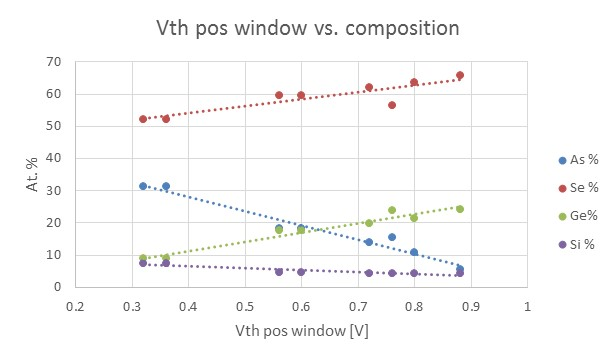 Vth pos window vs. composition
70
60
50
40
30
20
10
0
At. %
0.2 0.3 0.4 0.5 0.6 0.7 0.8 0.9 1
Vth pos window [V]
As %
Se %
Ge%
Si %